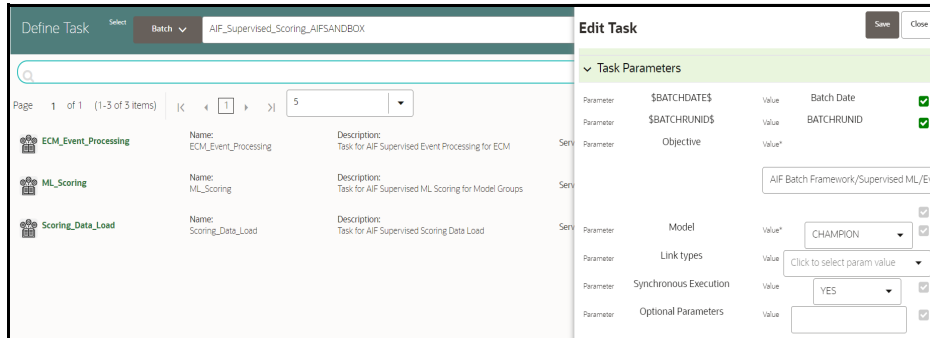 Define Task Select Batch AIF_Supervised_Scoring_AIFSANDBOX
Page 1 of 1 (1-3 of 3 items) 1 5
ECM_Event_Processing
Name:
ECM_Event_Processing
Description:
Task for AIF Supervised Event Processing for ECM
ML_Scoring
Name:
ML_Scoring
Description:
Task for AIF Supervised ML Scoring for Model Groups
Scoring_Data_Load
Name:
Scoring_Data_Load
Description:
Task for AIF Supervised Scoring Data Load
Edit Task Save Close
Task Parameters
Parameter $BATCHDATE$ Value Batch Date
Parameter $BATCHRUNID$ Value BATCHRUNID
Parameter Objective Value*
AIF Batch Framework/Supervised ML/
Parameter Model Value* CHAMPION
Parameter Link types Value Click to select param value
Parameter Synchronous Execution Value YES
Parameter Optional Parameters Value